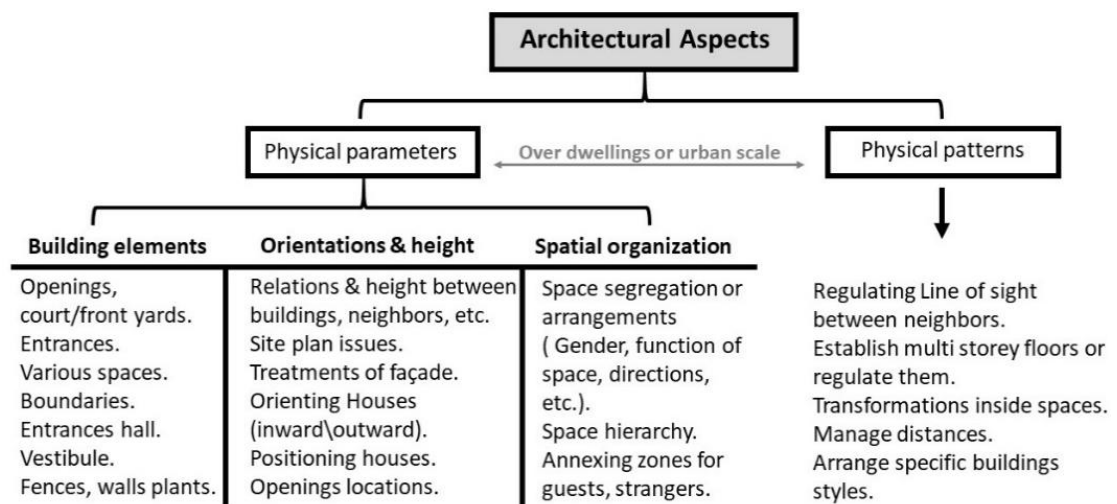 Architectural Aspects
Physical parameters
Over dwellings or urban scale
Physical patterns
Building elements
Openings,
court/front yards.
Entrances.
Various spaces.
Boundaries.
Entrances hall.
Vestibule.
Fences, walls plants.
Orientations & height
Relations & height between
buildings, neighbors, etc.
Site plan issues.
Treatments of façade.
Orienting Houses
(inward\outward).
Positioning houses.
Openings locations.
Spatial organization
Space segregation or
arrangements
( Gender, function of
space, directions,
etc.).
Space hierarchy.
Annexing zones for
guests, strangers.
Regulating Line of sight
between neighbors.
Establish multi storey floors or
regulate them.
Transformations inside spaces.
Manage distances.
Arrange specific buildings
styles.